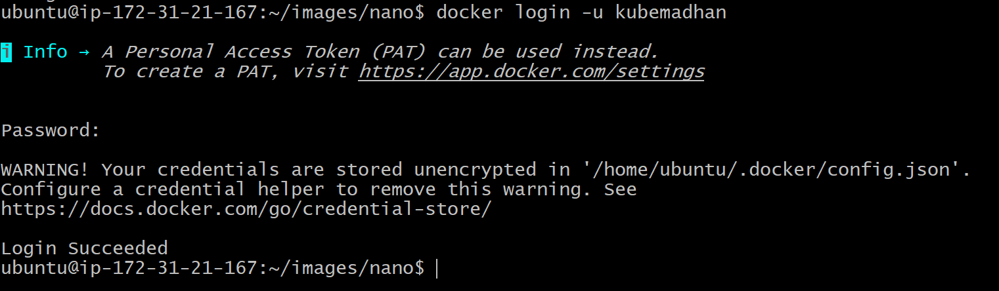 ubuntu@ip-172-31-21-167:~/images/nano$ docker login -u kubemadhan
i Info → A Personal Access Token (PAT) can be used instead.
To create a PAT, visit https://app.docker.com/settings
Password:
WARNING! Your credentials are stored unencrypted in '/home/ubuntu/.docker/config.json'.
Configure a credential helper to remove this warning. See
https://docs.docker.com/go/credential-store/
Login Succeeded
ubuntu@ip-172-31-21-167:~/images/nano$